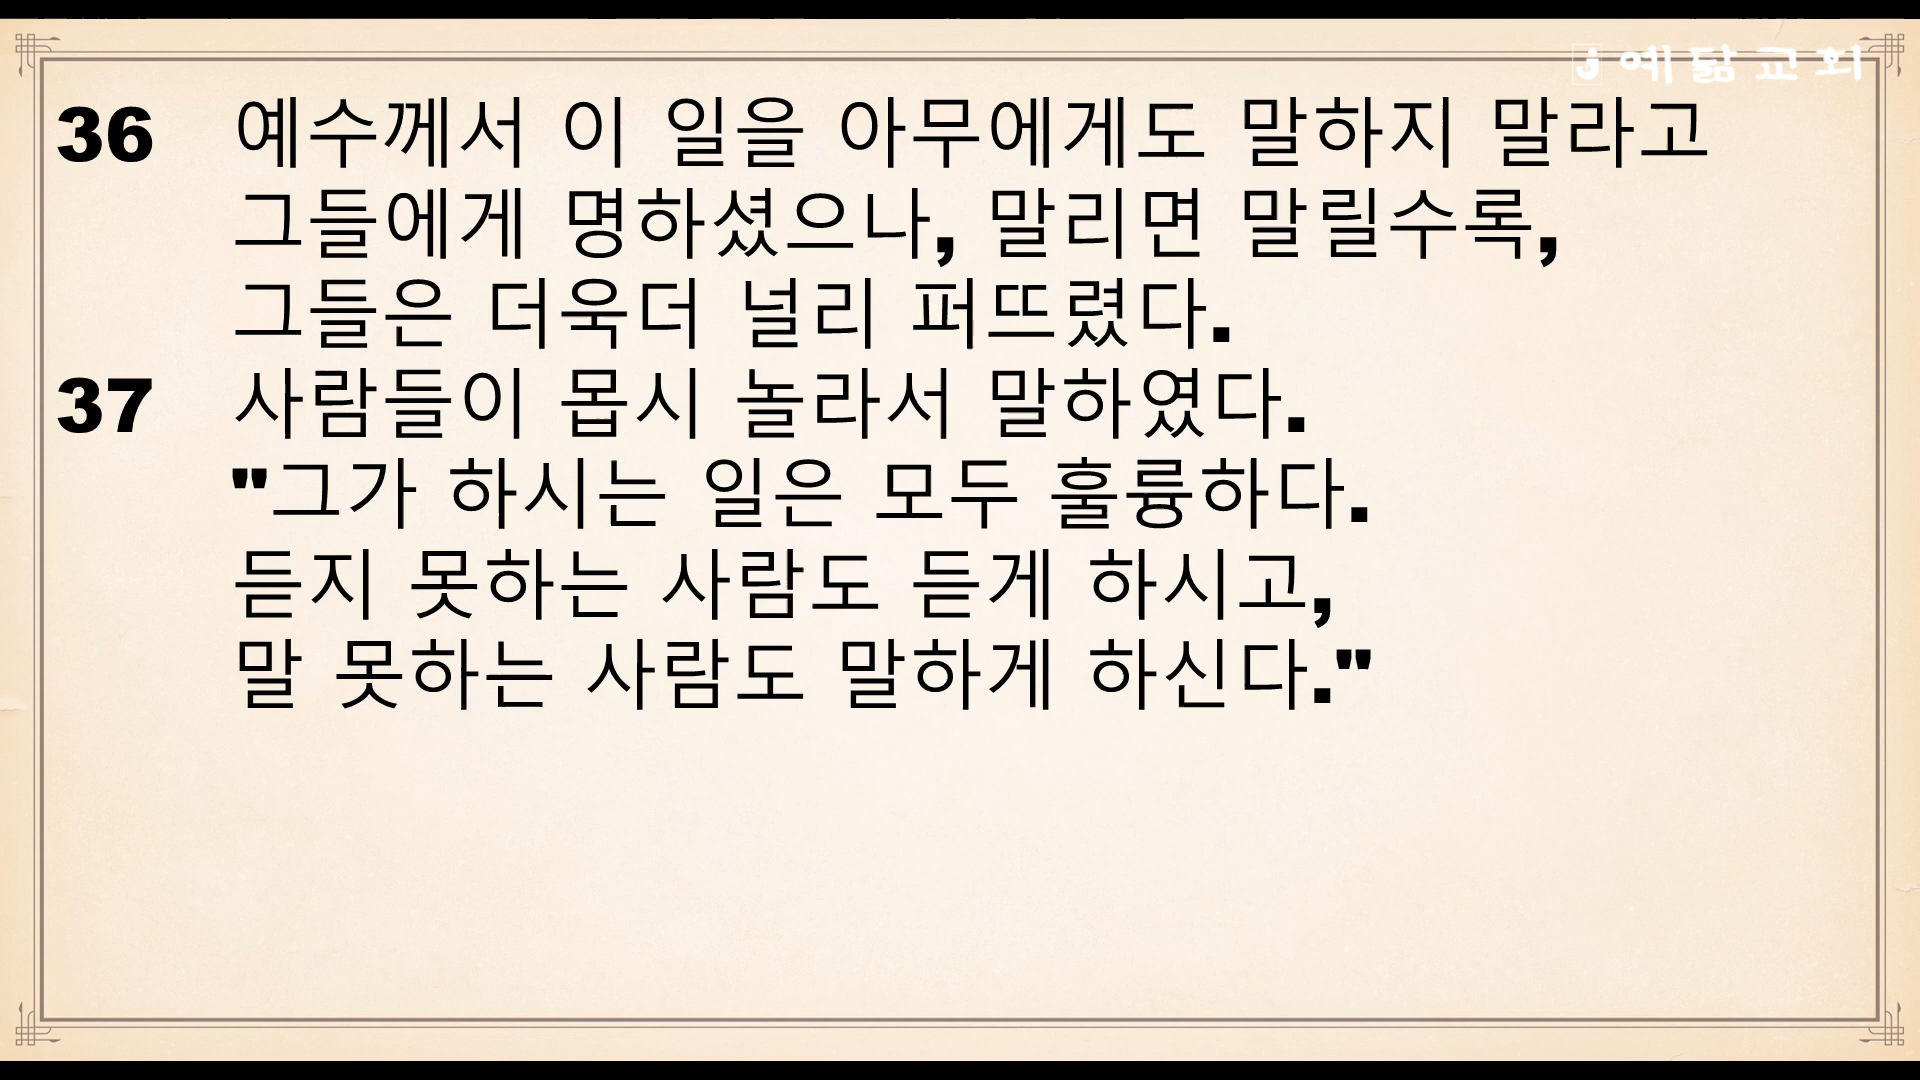 J 예닮교회
36 예수께서 이 일을 아무에게도 말하지 말라고
그들에게 명하셨으나, 말리면 말릴수록,
그들은 더욱더 널리 퍼뜨렸다.
37 사람들이 몹시 놀라서 말하였다.
"그가 하시는 일은 모두 훌륭하다.
듣지 못하는 사람도 듣게 하시고,
말 못하는 사람도 말하게 하신다."